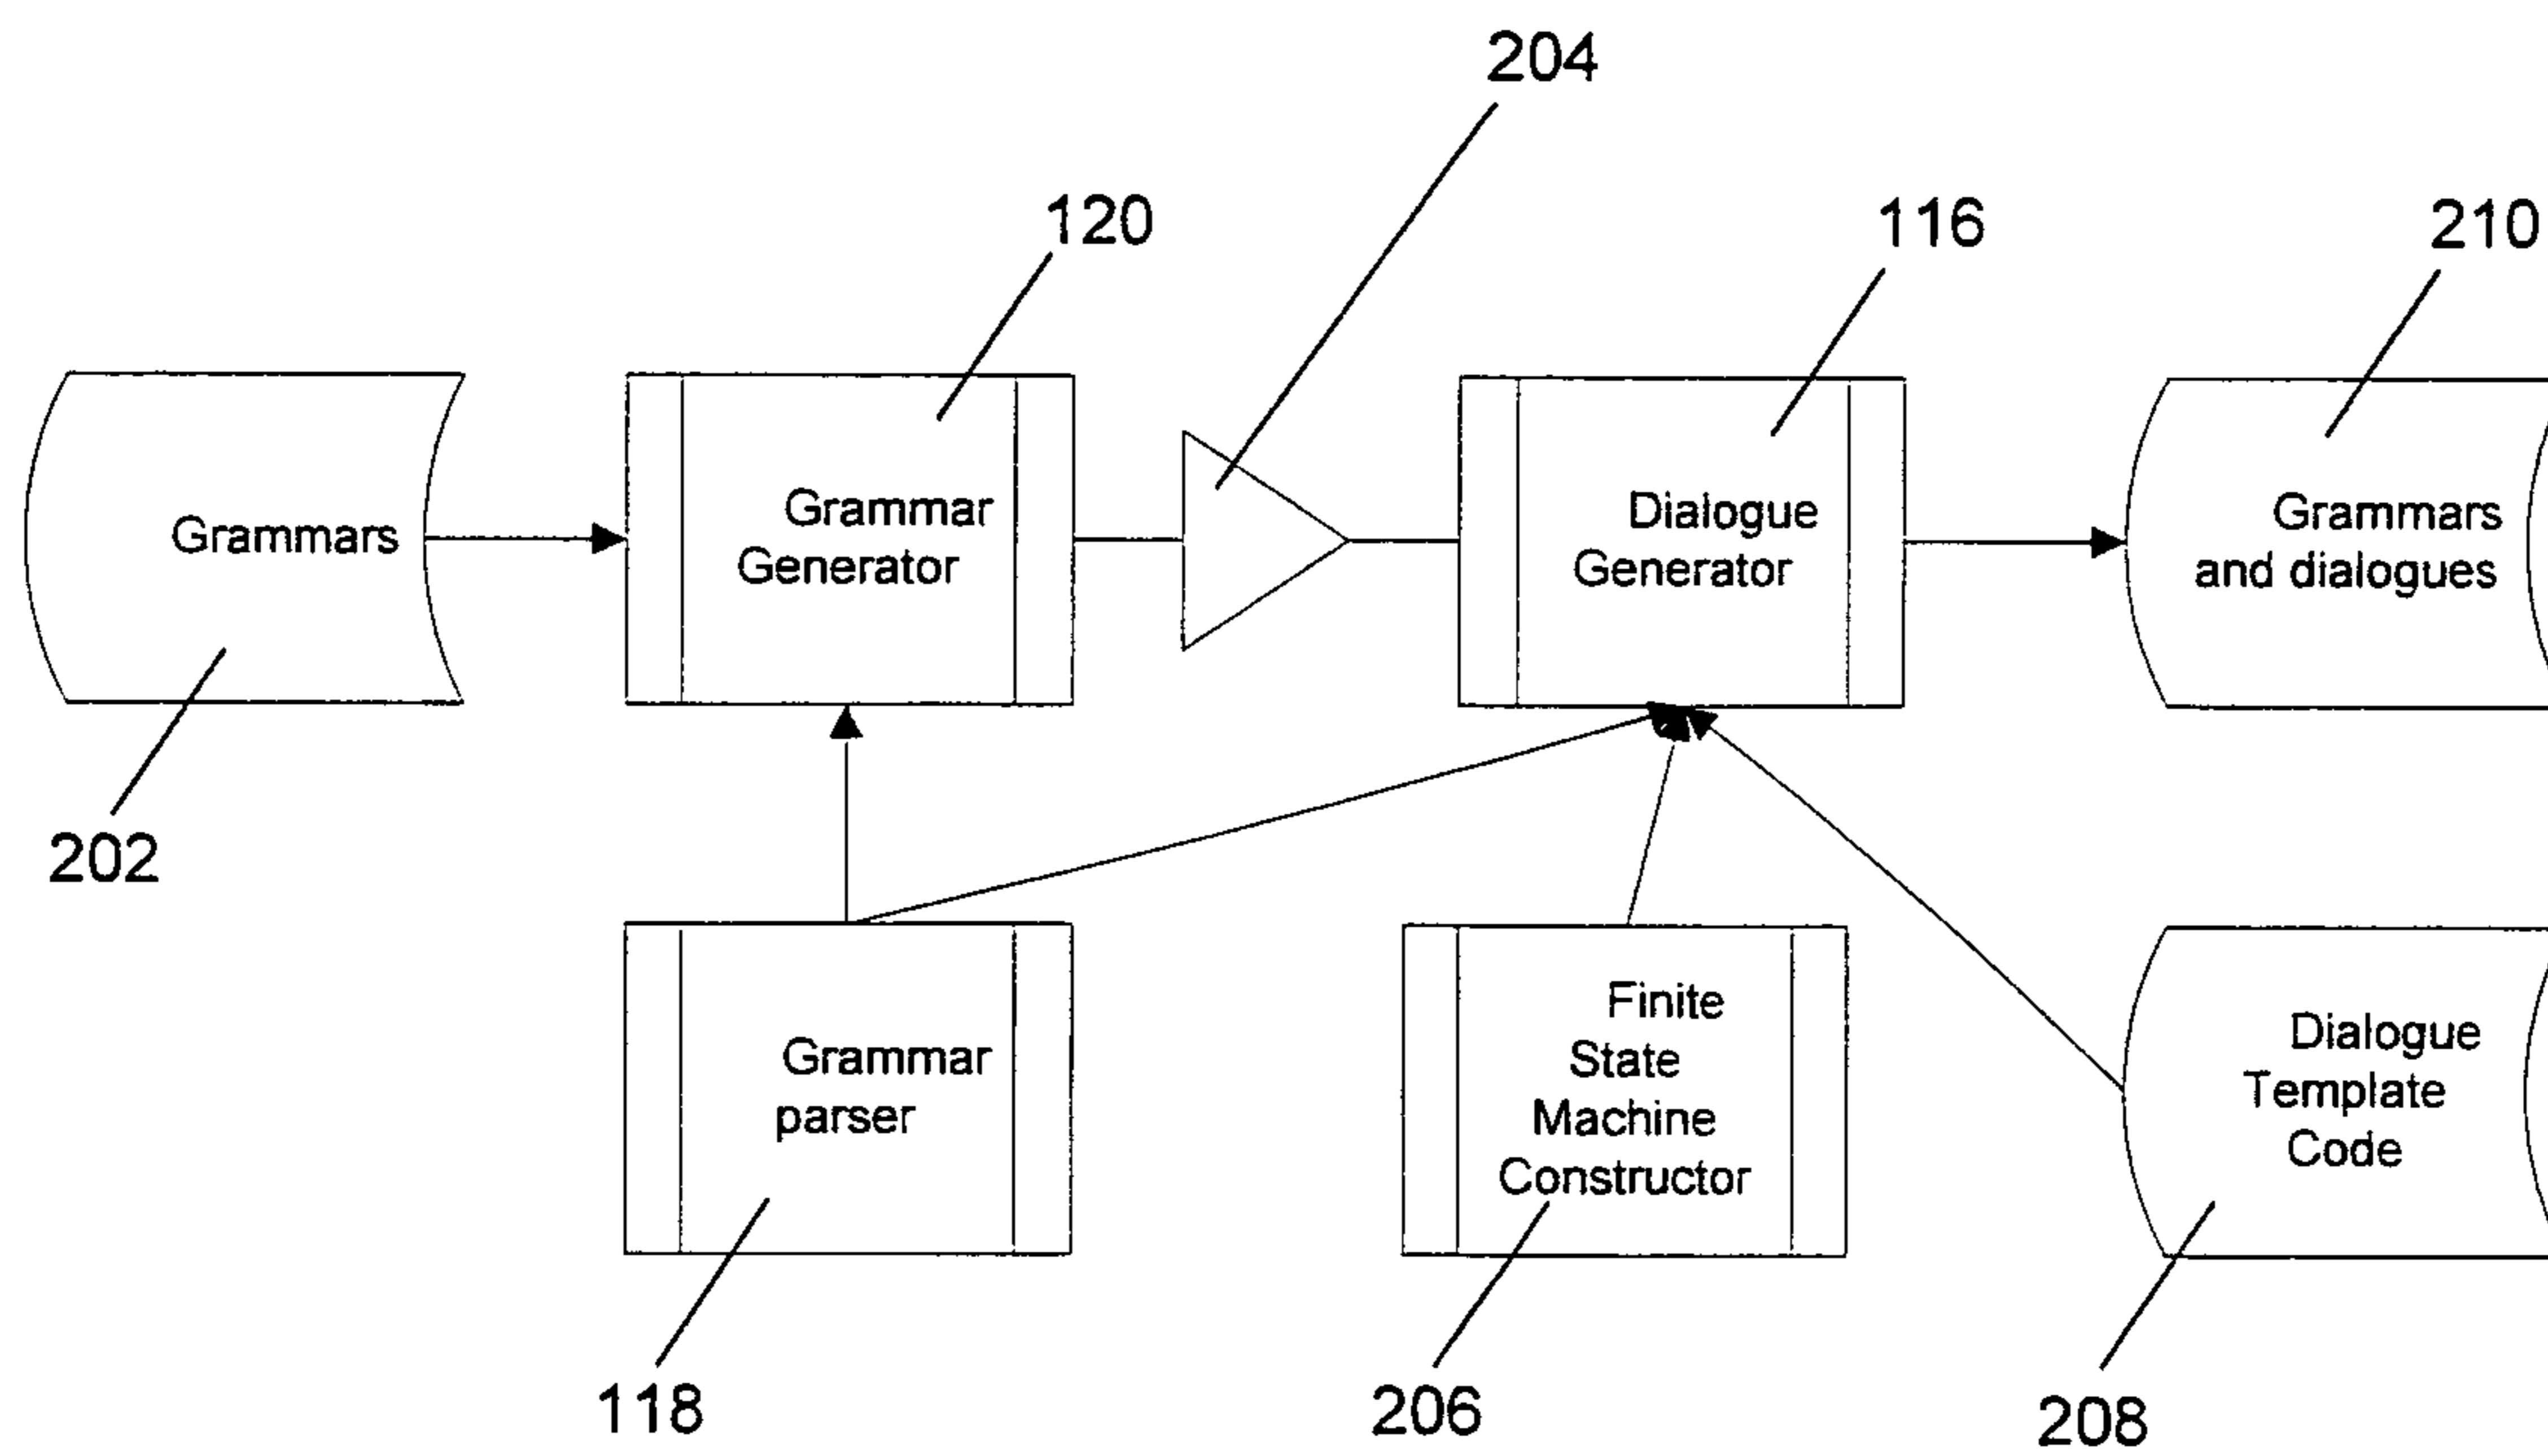 204
120
116
210
Grammars
Grammar
Generator
Dialogue
Generator
Grammars
and dialogues
202
Grammar
parser
Finite
State
Machine
Constructor
Dialogue
Template
Code
118
206
208